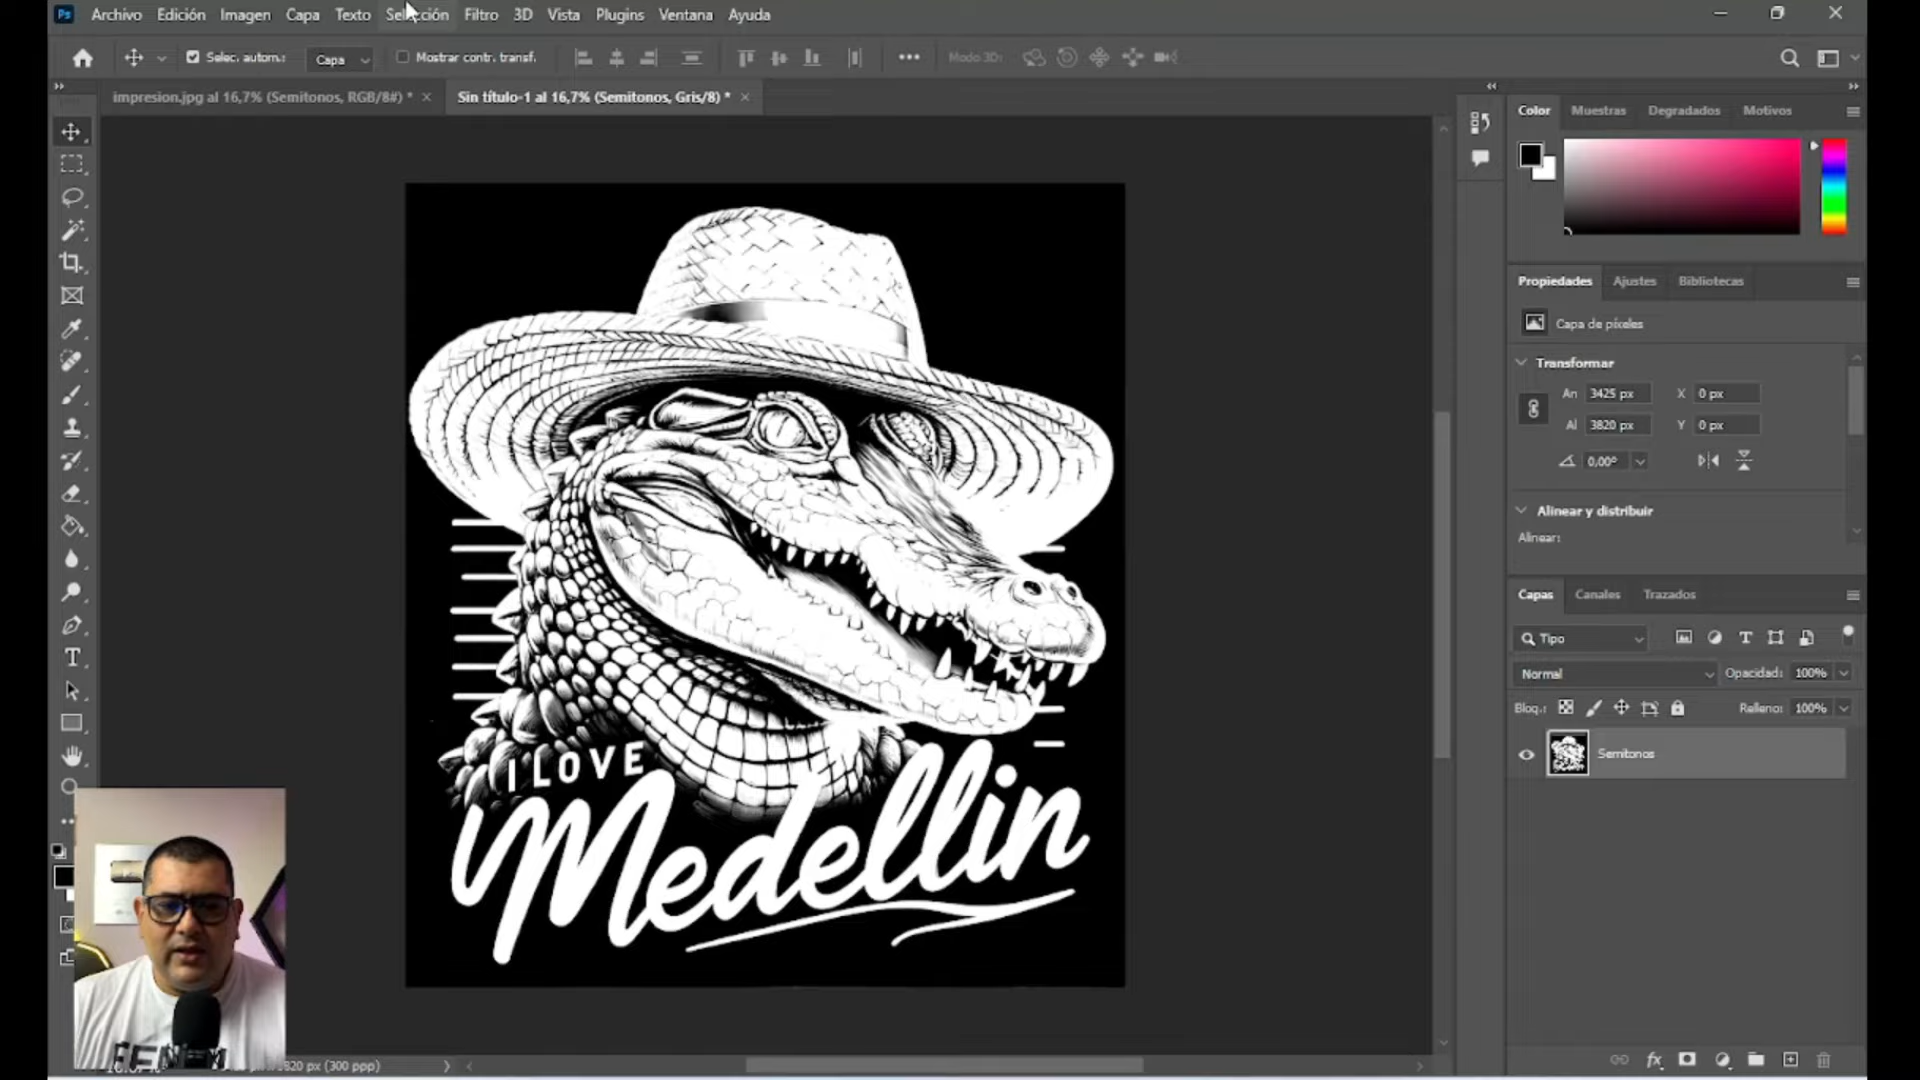 Ps Archivo Edición Imagen Capa Texto Selección Filtro 3D Vista Plugins Ventana Ayuda
Selec. autom.: Capa Mostrar contr. transf. Modo 3D:
impresion.jpg al 16,7% (Semitonos, RGB/8#) *
Sin título-1 al 16,7% (Semitonos, Gris/8) *
Color Muestras Degradados Motivos
Propiedades Ajustes Bibliotecas
Capa de píxeles
Transformar
An 3425 px X 0 px
Al 3820 px Y 0 px
0,00°
Alinear y distribuir
Alinear:
Capas Canales Trazados
Tipo
Normal Opacidad: 100%
Bloq.: Relleno: 100%
Semitonos
I LOVE
Medellin
820 px (300 ppp)